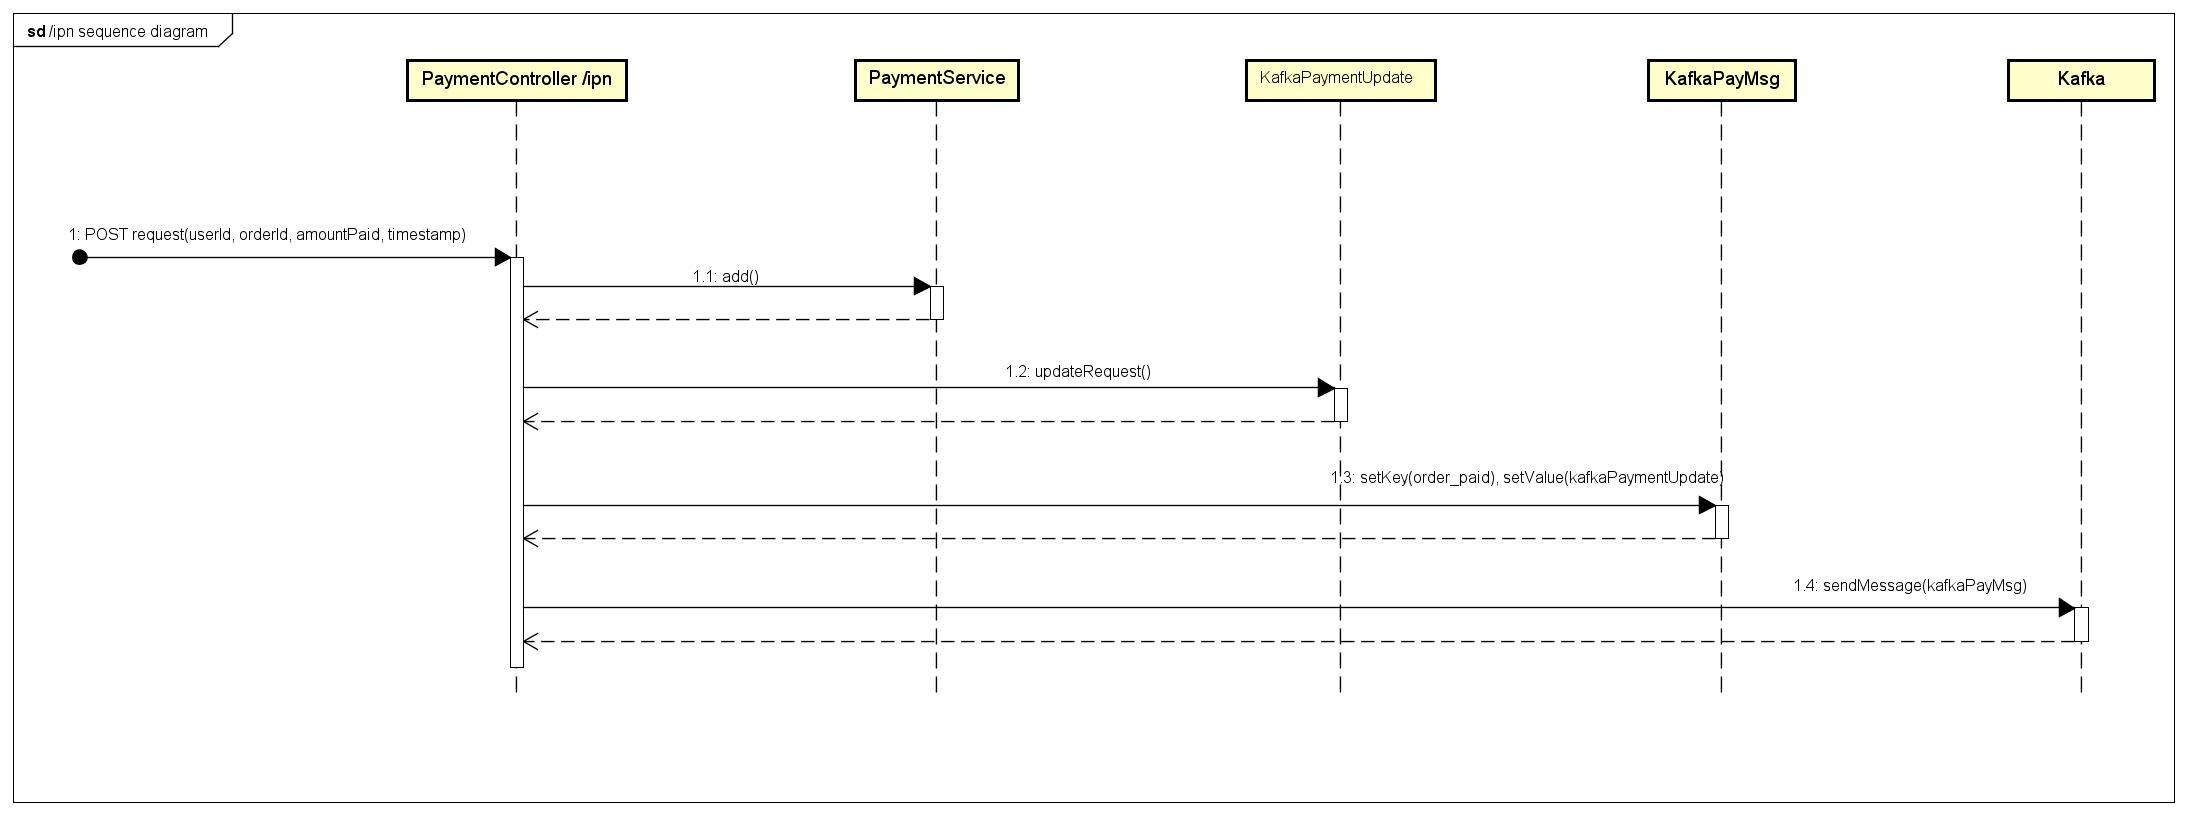 sd /ipn sequence diagram
PaymentController /ipn
PaymentService
KafkaPaymentUpdate
KafkaPayMsg
Kafka
1: POST request(userId, orderId, amountPaid, timestamp)
1.1: add()
1.2: updateRequest()
1.3: setKey(order_paid), setValue(kafkaPaymentUpdate)
1.4: sendMessage(kafkaPayMsg)